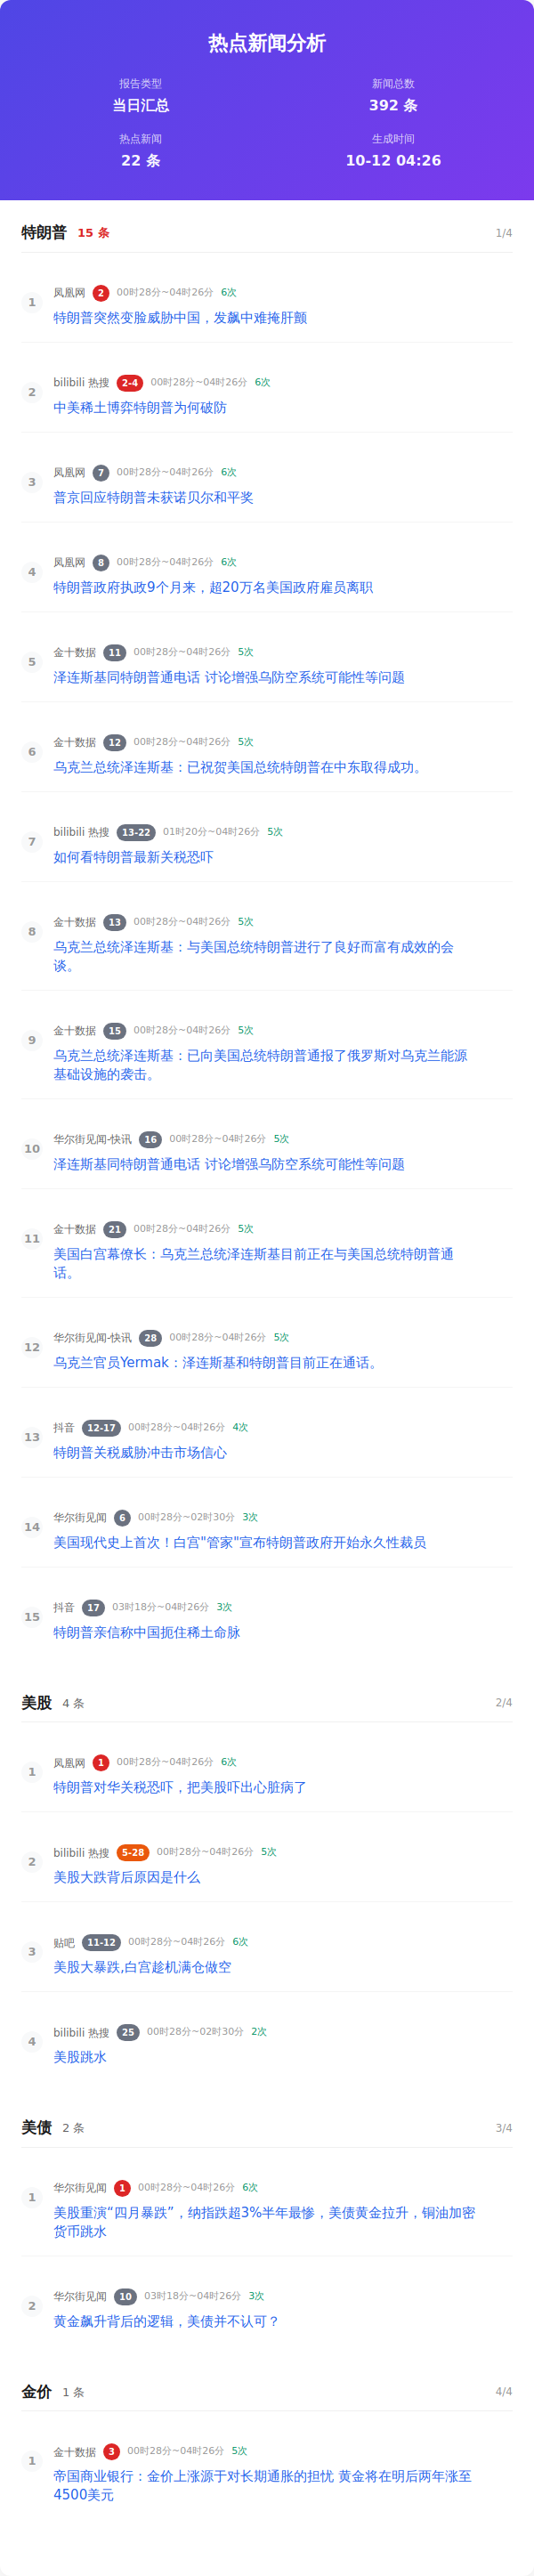 热点新闻分析
报告类型
新闻总数
当日汇总
392 条
热点新闻
生成时间
22 条
10-12 04:26
特朗普 15 条 1/4
1
凤凰网 2 00时28分~04时26分 6次
特朗普突然变脸威胁中国，发飙中难掩肝颤
2
bilibili 热搜 2-4 00时28分~04时26分 6次
中美稀土博弈特朗普为何破防
3
凤凰网 7 00时28分~04时26分 6次
普京回应特朗普未获诺贝尔和平奖
4
凤凰网 8 00时28分~04时26分 6次
特朗普政府执政9个月来，超20万名美国政府雇员离职
5
金十数据 11 00时28分~04时26分 5次
泽连斯基同特朗普通电话 讨论增强乌防空系统可能性等问题
6
金十数据 12 00时28分~04时26分 5次
乌克兰总统泽连斯基：已祝贺美国总统特朗普在中东取得成功。
7
bilibili 热搜 13-22 01时20分~04时26分 5次
如何看特朗普最新关税恐吓
8
金十数据 13 00时28分~04时26分 5次
乌克兰总统泽连斯基：与美国总统特朗普进行了良好而富有成效的会
谈。
9
金十数据 15 00时28分~04时26分 5次
乌克兰总统泽连斯基：已向美国总统特朗普通报了俄罗斯对乌克兰能源
基础设施的袭击。
10
华尔街见闻-快讯 16 00时28分~04时26分 5次
泽连斯基同特朗普通电话 讨论增强乌防空系统可能性等问题
11
金十数据 21 00时28分~04时26分 5次
美国白宫幕僚长：乌克兰总统泽连斯基目前正在与美国总统特朗普通
话。
12
华尔街见闻-快讯 28 00时28分~04时26分 5次
乌克兰官员Yermak：泽连斯基和特朗普目前正在通话。
13
抖音 12-17 00时28分~04时26分 4次
特朗普关税威胁冲击市场信心
14
华尔街见闻 6 00时28分~02时30分 3次
美国现代史上首次！白宫"管家"宣布特朗普政府开始永久性裁员
15
抖音 17 03时18分~04时26分 3次
特朗普亲信称中国扼住稀土命脉
美股 4 条 2/4
1
凤凰网 1 00时28分~04时26分 6次
特朗普对华关税恐吓，把美股吓出心脏病了
2
bilibili 热搜 5-28 00时28分~04时26分 5次
美股大跌背后原因是什么
3
贴吧 11-12 00时28分~04时26分 6次
美股大暴跌,白宫趁机满仓做空
4
bilibili 热搜 25 00时28分~02时30分 2次
美股跳水
美债 2 条 3/4
1
华尔街见闻 1 00时28分~04时26分 6次
美股重演“四月暴跌”，纳指跌超3%半年最惨，美债黄金拉升，铜油加密
货币跳水
2
华尔街见闻 10 03时18分~04时26分 3次
黄金飙升背后的逻辑，美债并不认可？
金价 1 条 4/4
1
金十数据 3 00时28分~04时26分 5次
帝国商业银行：金价上涨源于对长期通胀的担忧 黄金将在明后两年涨至
4500美元